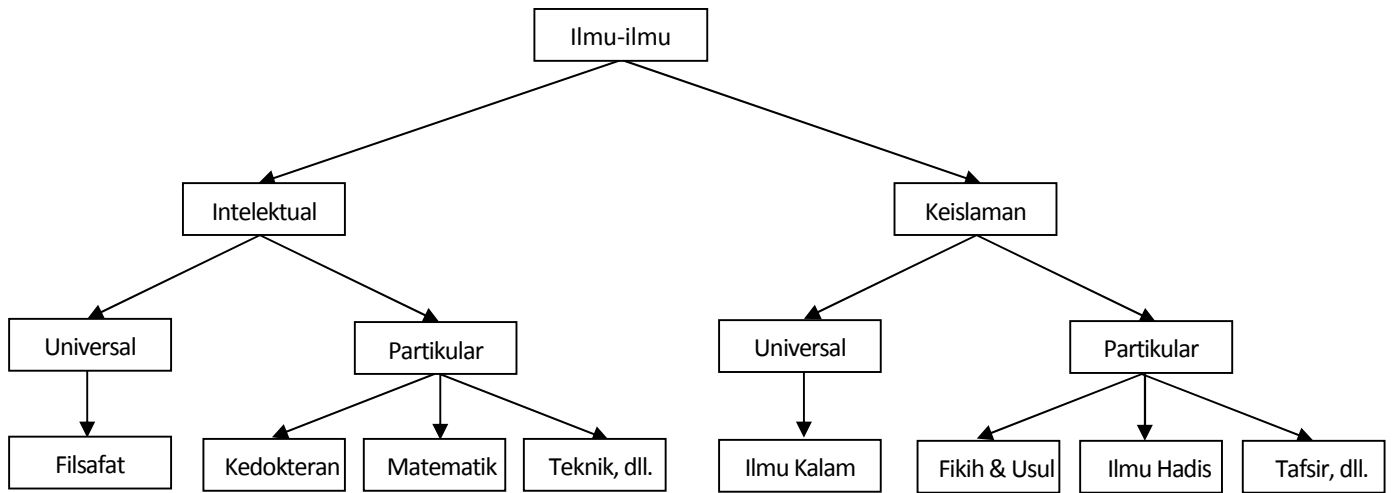 Ilmu-ilmu
Intelektual
Keislaman
Universal
Partikular
Universal
Partikular
Filsafat
Kedokteran
Matematik
Teknik, dll.
Ilmu Kalam
Fikih & Usul
Ilmu Hadis
Tafsir, dll.